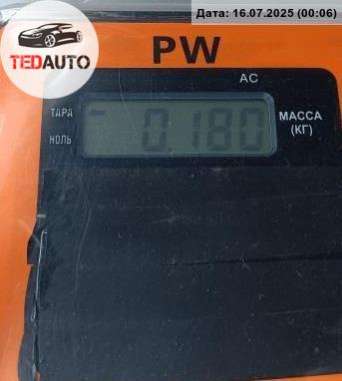 Дата: 16.07.2025 (00:06)
TEDAUTO
PW
AC
ТАРА
НОЛЬ
0.180
МАССА
(КГ)